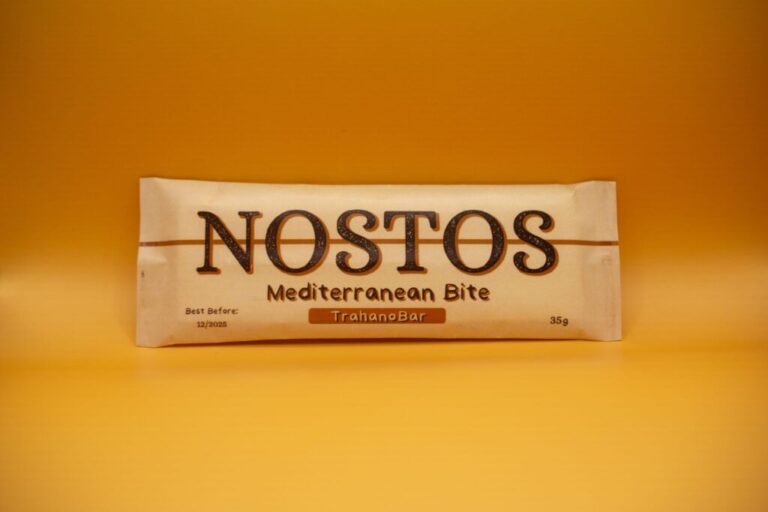 NOSTOS
Mediterranean Bite
TrahanoBar
Best Before:
12/2025
35g